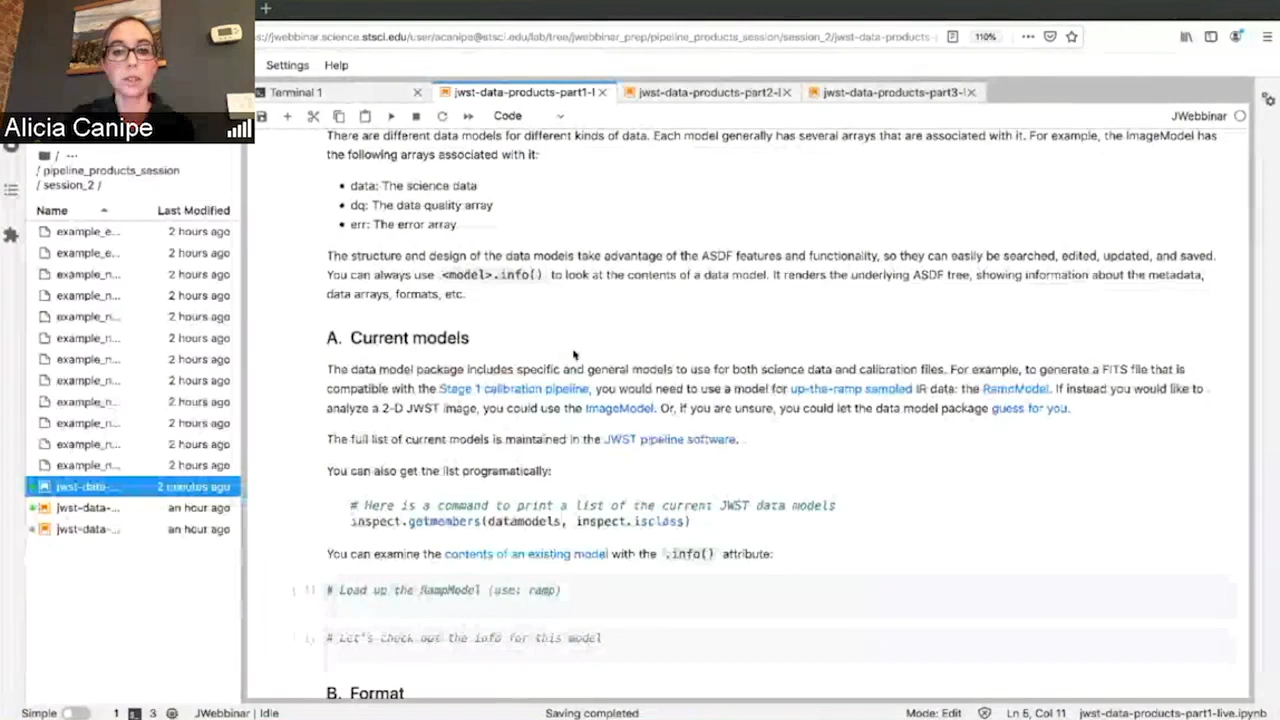 +
s://jwebbinar.science.stsci.edu/user/acanipe@stsci.edu/lab/tree/jwebbinar_prep/pipeline_products_session/session_2/jwst-data-products-
110%
Settings Help
Terminal 1
jwst-data-products-part1-l
jwst-data-products-part2-l
jwst-data-products-part3-l
Code
JWebbinar
Alicia Canipe
/ ...
/ pipeline_products_session
/ session_2 /
Name Last Modified
example_e... 2 hours ago
example_e... 2 hours ago
example_n... 2 hours ago
example_n... 2 hours ago
example_n... 2 hours ago
example_n... 2 hours ago
example_n... 2 hours ago
example_n... 2 hours ago
example_n... 2 hours ago
example_n... 2 hours ago
example_n... 2 hours ago
example_n... 2 hours ago
jwst-data-... 2 minutes ago
jwst-data-... an hour ago
jwst-data-... an hour ago
There are different data models for different kinds of data. Each model generally has several arrays that are associated with it. For example, the ImageModel has
the following arrays associated with it:
• data: The science data
• dq: The data quality array
• err: The error array
The structure and design of the data models take advantage of the ASDF features and functionality, so they can easily be searched, edited, updated, and saved.
You can always use <model>.info() to look at the contents of a data model. It renders the underlying ASDF tree, showing information about the metadata,
data arrays, formats, etc.
A. Current models
The data model package includes specific and general models to use for both science data and calibration files. For example, to generate a FITS file that is
compatible with the Stage 1 calibration pipeline, you would need to use a model for up-the-ramp sampled IR data: the RampModel. If instead you would like to
analyze a 2-D JWST image, you could use the ImageModel. Or, if you are unsure, you could let the data model package guess for you.
The full list of current models is maintained in the JWST pipeline software.
You can also get the list programatically:
# Here is a command to print a list of the current JWST data models
inspect.getmembers(datamodels, inspect.isclass)
You can examine the contents of an existing model with the .info() attribute:
# Load up the RampModel (use: ramp)
# Let's check out the info for this model
B. Format
Simple 1 3 JWebbinar | Idle Saving completed Mode: Edit Ln 5, Col 11 jwst-data-products-part1-live.ipynb